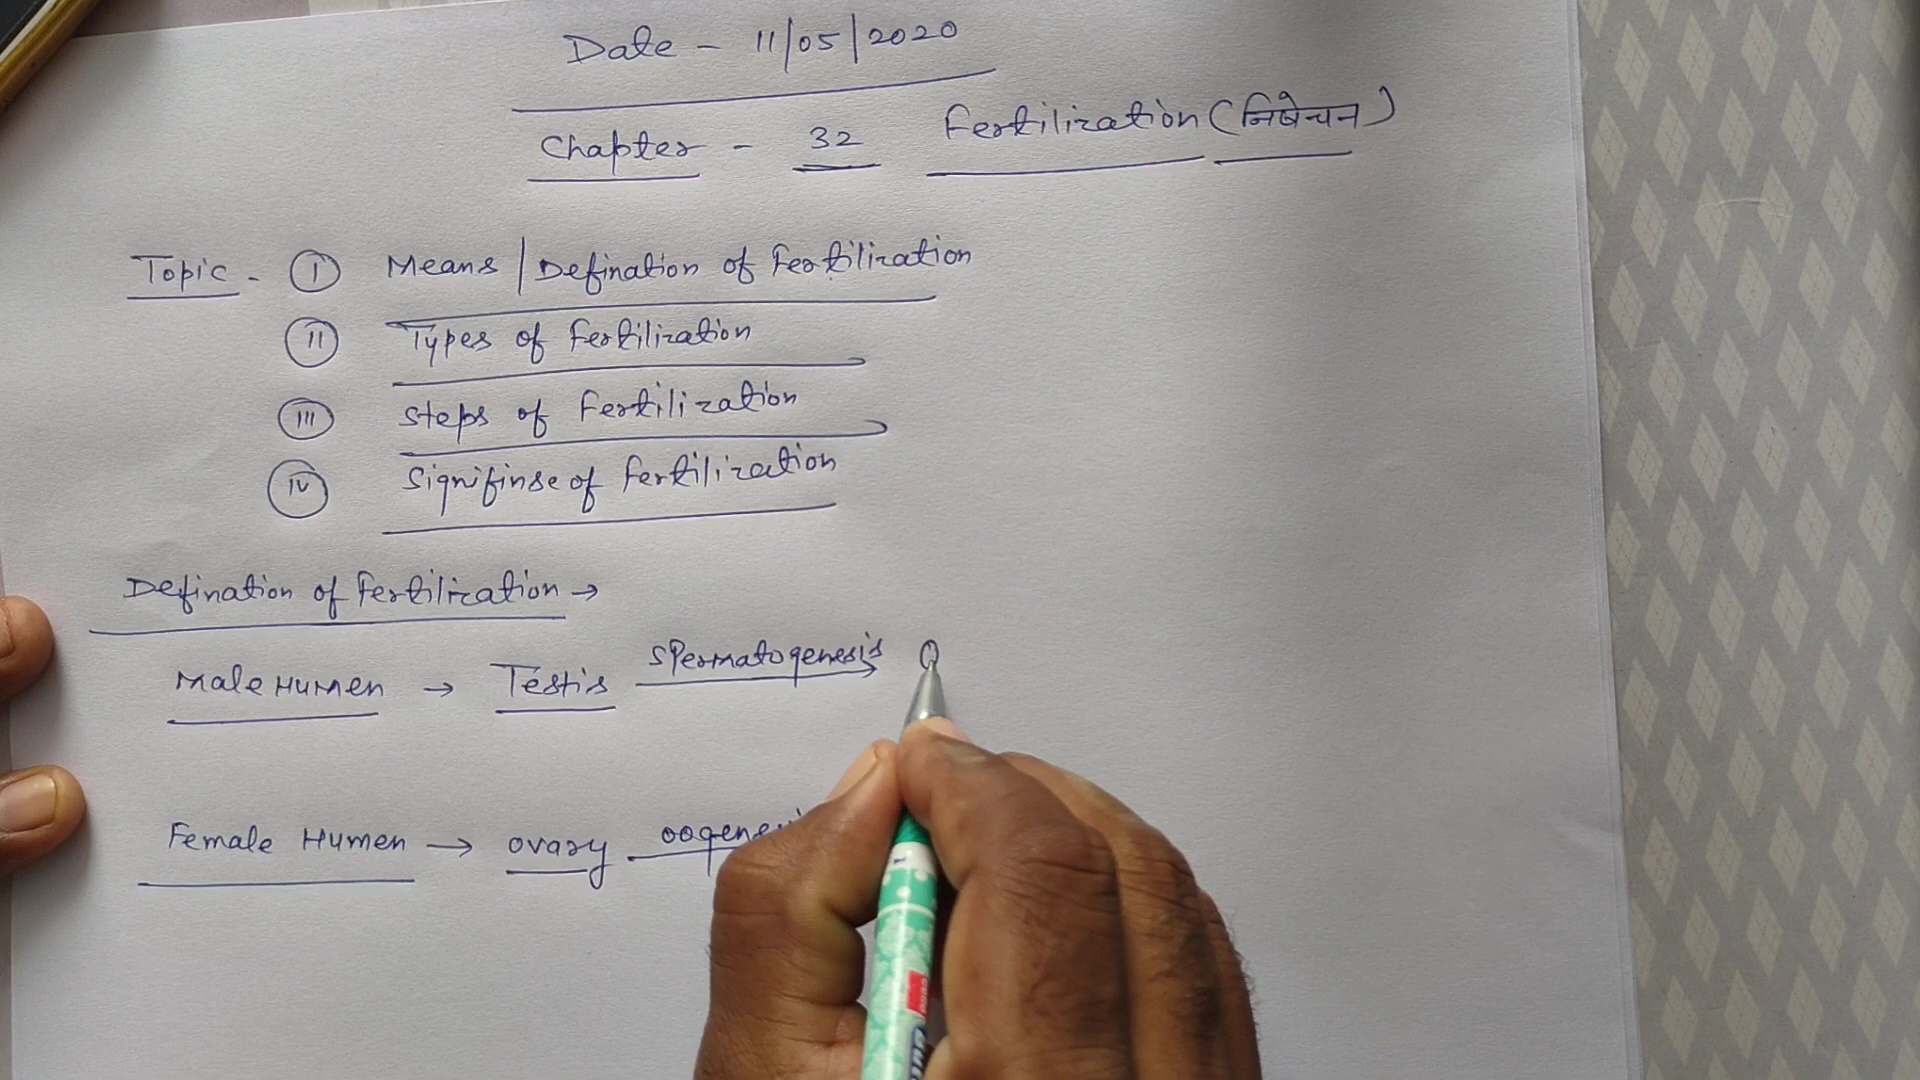 Date - 11/05/2020
Chapter - 32 Fertilization (निषेचन)
Topic - (I) Means | Defination of Fertilization
(II) Types of Fertilization
(III) Steps of Fertilization
(IV) Signifinse of Fertilization
Defination of Fertilization →
Male Humen → Testis Spermatogenesis
Female Humen → ovary